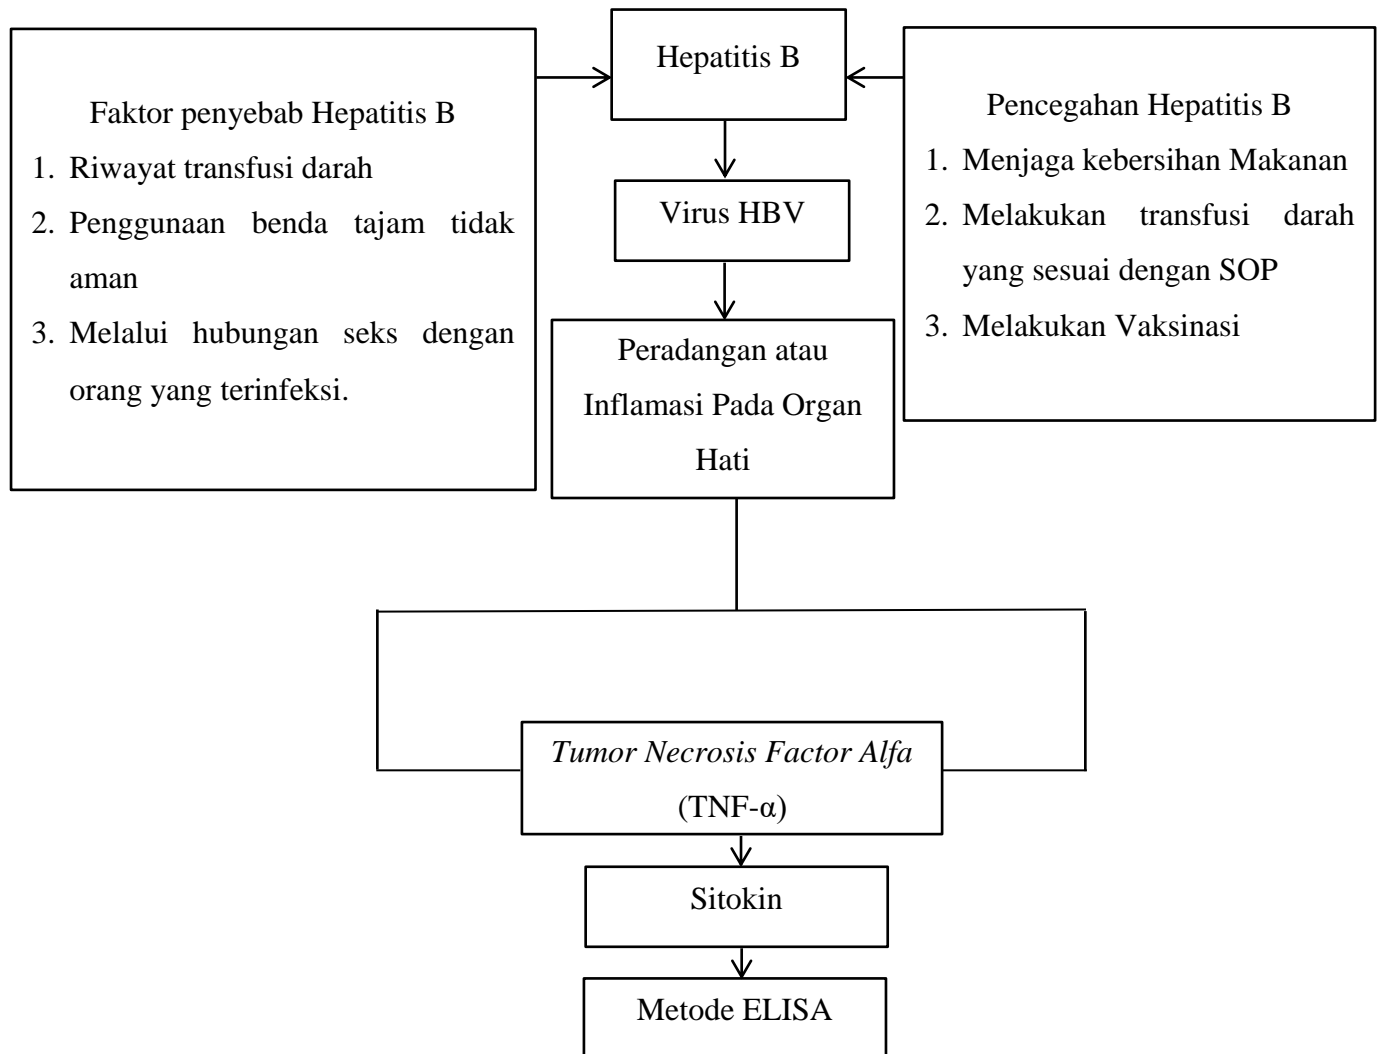 Hepatitis B
Faktor penyebab Hepatitis B
1. Riwayat transfusi darah
2. Penggunaan benda tajam tidak
aman
3. Melalui hubungan seks dengan
orang yang terinfeksi.
Pencegahan Hepatitis B
1. Menjaga kebersihan Makanan
2. Melakukan transfusi darah
yang sesuai dengan SOP
3. Melakukan Vaksinasi
Virus HBV
Peradangan atau
Inflamasi Pada Organ
Hati
Tumor Necrosis Factor Alfa
(TNF-α)
Sitokin
Metode ELISA